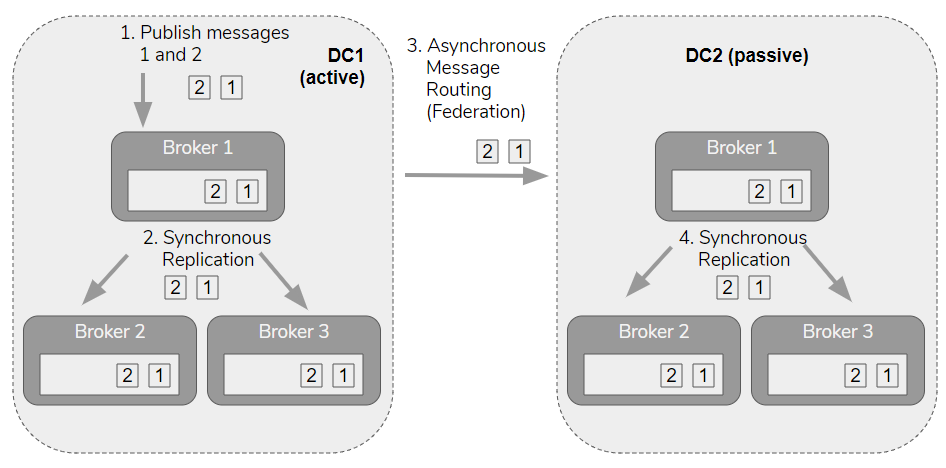 1. Publish messages
1 and 2
2 1
DC1
(active)
Broker 1
2 1
2. Synchronous
Replication
2 1
Broker 2
2 1
Broker 3
2 1
3. Asynchronous
Message
Routing
(Federation)
2 1
DC2 (passive)
Broker 1
2 1
4. Synchronous
Replication
2 1
Broker 2
2 1
Broker 3
2 1